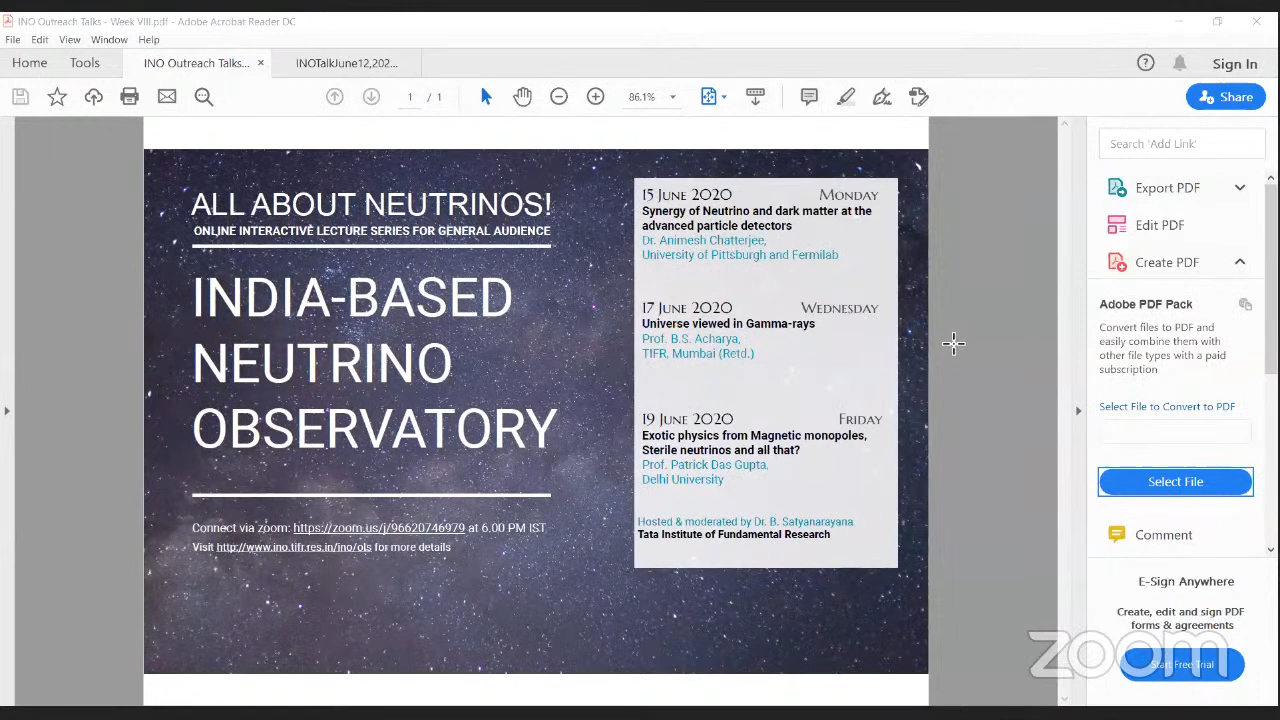 INO Outreach Talks - Week VIII.pdf - Adobe Acrobat Reader DC
File Edit View Window Help
Home Tools INO Outreach Talks... × INOTalkJune12,202... Sign In
1 / 1 86.1% Share
ALL ABOUT NEUTRINOS!
ONLINE INTERACTIVE LECTURE SERIES FOR GENERAL AUDIENCE
INDIA-BASED
NEUTRINO
OBSERVATORY
Connect via zoom: https://zoom.us/j/96620746979 at 6.00 PM IST
Visit http://www.ino.tifr.res.in/ino/ols for more details
15 June 2020 Monday
Synergy of Neutrino and dark matter at the
advanced particle detectors
Dr. Animesh Chatterjee,
University of Pittsburgh and Fermilab
17 June 2020 Wednesday
Universe viewed in Gamma-rays
Prof. B.S. Acharya,
TIFR, Mumbai (Retd.)
19 June 2020 Friday
Exotic physics from Magnetic monopoles,
Sterile neutrinos and all that?
Prof. Patrick Das Gupta,
Delhi University
Hosted & moderated by Dr. B. Satyanarayana
Tata Institute of Fundamental Research
Search 'Add Link'
Export PDF
Edit PDF
Create PDF
Adobe PDF Pack
Convert files to PDF and
easily combine them with
other file types with a paid
subscription
Select File to Convert to PDF
Select File
Comment
E-Sign Anywhere
Create, edit and sign PDF
forms & agreements
Start Free Trial
zoom